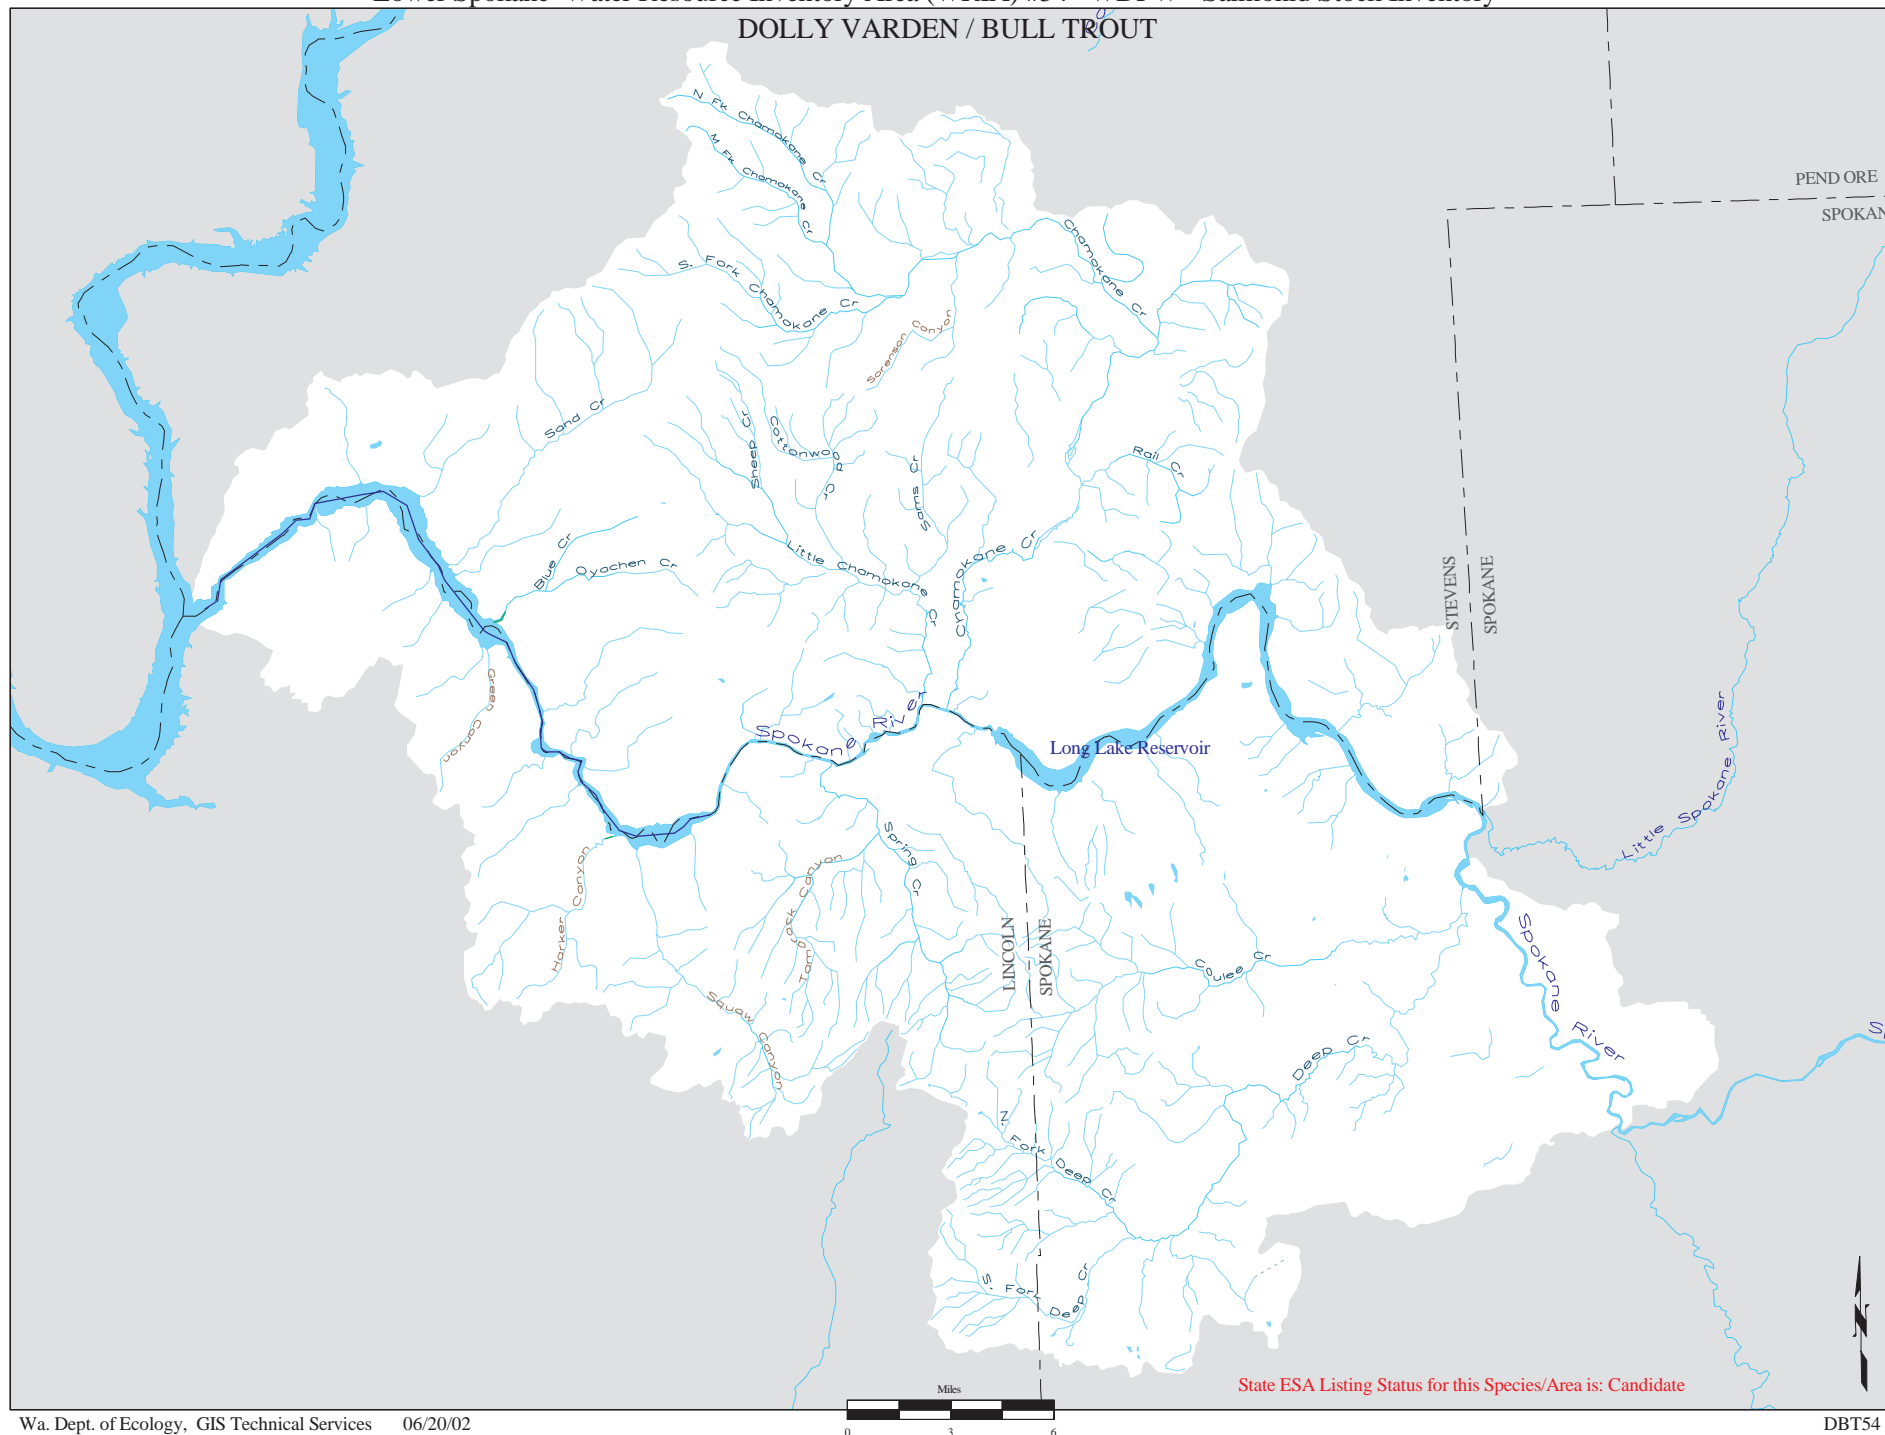 DOLLY VARDEN / BULL TROUT
N Fk Chamokane Cr
M Fk Chamokane Cr
PEND ORE
SPOKAN
Chamokane Cr
S. Fork Chamokane Cr
Sorenson Canyon
Sand Cr
Sheep Cr
Cottonwood Cr
Sams Cr
Rail Cr
Blue Cr
Oyachen Cr
Little Chamokane Cr
Chamokane Cr
STEVENS
SPOKANE
Green Canyon
Spokane River
Long Lake Reservoir
Little Spokane River
Spring Cr
Harker Canyon
Tamarack Canyon
LINCOLN
SPOKANE
Coulee Cr
Spokane River
Squaw Canyon
Deep Cr
Z. Fork Deep Cr
S. Fork Deep Cr
N
State ESA Listing Status for this Species/Area is: Candidate
Miles
0 3 6
Wa. Dept. of Ecology, GIS Technical Services 06/20/02
DBT54